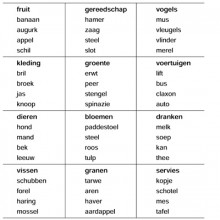 fruit gereedschap vogels
banaan hamer mus
augurk zaag vleugels
appel steel vlinder
schil slot merel
kleding groente voertuigen
bril erwt lift
broek peer bus
jas stengel claxon
knoop spinazie auto
dieren bloemen dranken
hond paddestoel melk
mand steel soep
bek roos kan
leeuw tulp thee
vissen granen servies
schubben tarwe kopje
forel aren schotel
haring haver mes
mossel aardappel tafel